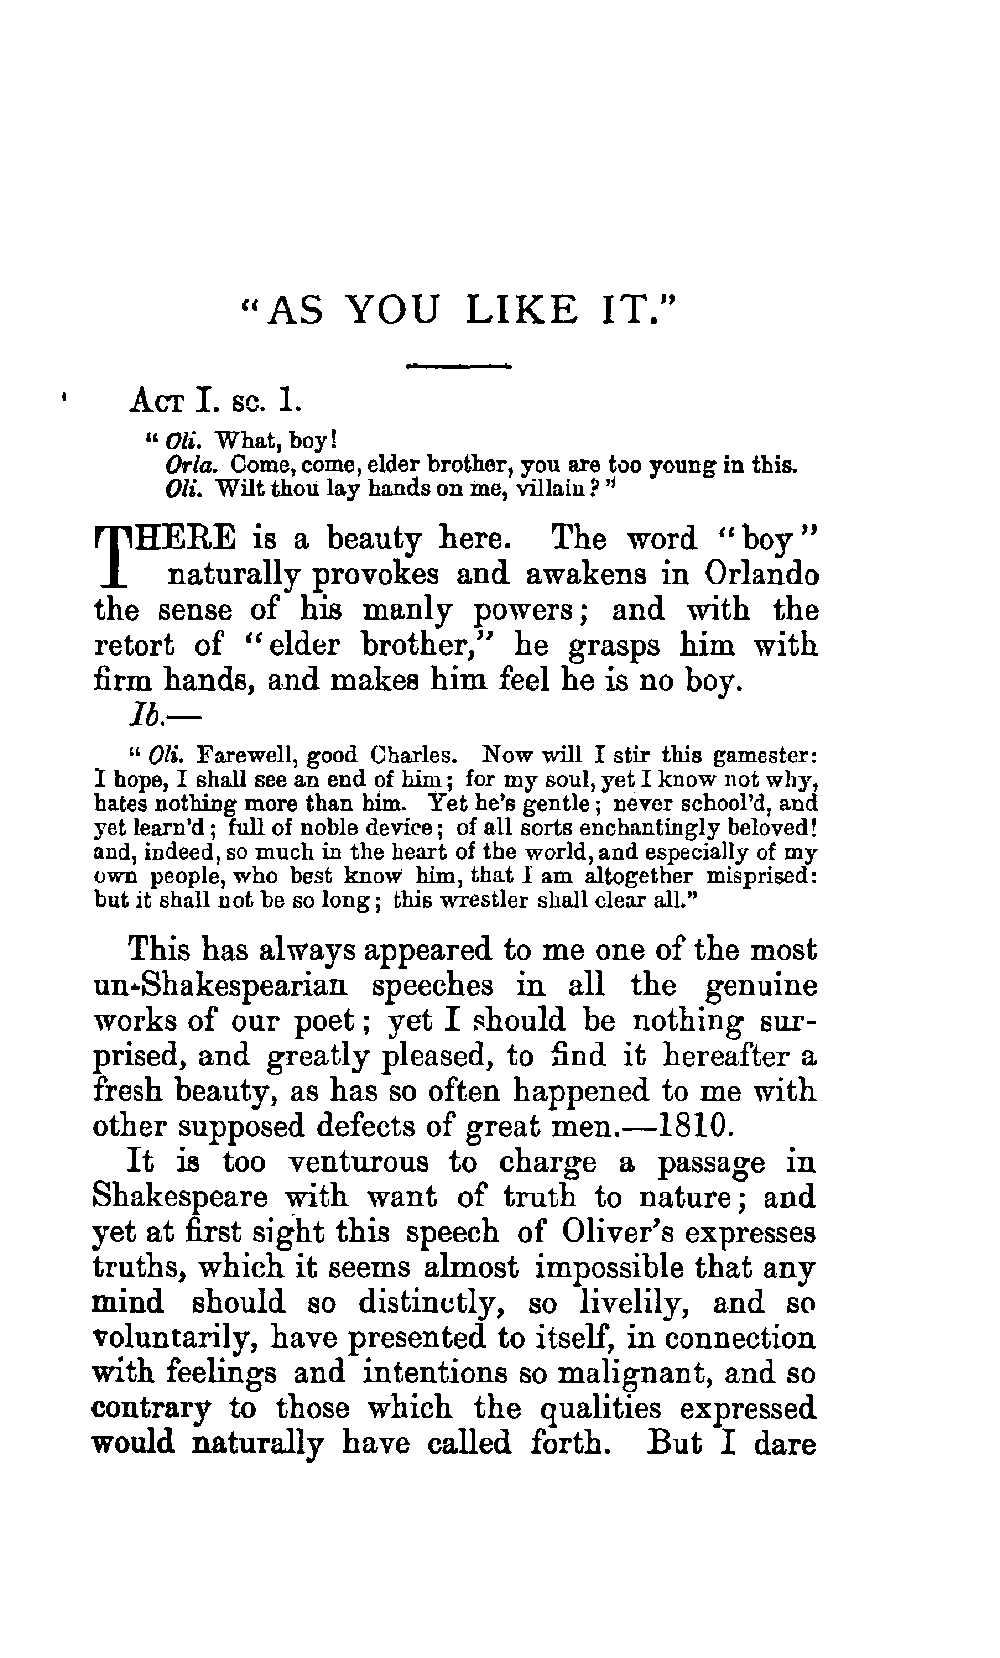 "AS YOU LIKE IT."
ACT I. sc. 1.
" Oli. What, boy!
Orla. Come, come, elder brother, you are too young in this.
Oli. Wilt thou lay hands on me, villain? "
THERE is a beauty here. The word "boy"
naturally provokes and awakens in Orlando
the sense of his manly powers; and with the
retort of "elder brother," he grasps him with
firm hands, and makes him feel he is no boy.
Ib.—
" Oli. Farewell, good Charles. Now will I stir this gamester:
I hope, I shall see an end of him; for my soul, yet I know not why,
hates nothing more than him. Yet he's gentle; never school'd, and
yet learn'd; full of noble device; of all sorts enchantingly beloved!
and, indeed, so much in the heart of the world, and especially of my
own people, who best know him, that I am altogether misprised:
but it shall not be so long; this wrestler shall clear all."
This has always appeared to me one of the most
un-Shakespearian speeches in all the genuine
works of our poet; yet I should be nothing sur-
prised, and greatly pleased, to find it hereafter a
fresh beauty, as has so often happened to me with
other supposed defects of great men.—1810.
It is too venturous to charge a passage in
Shakespeare with want of truth to nature; and
yet at first sight this speech of Oliver's expresses
truths, which it seems almost impossible that any
mind should so distinctly, so livelily, and so
voluntarily, have presented to itself, in connection
with feelings and intentions so malignant, and so
contrary to those which the qualities expressed
would naturally have called forth. But I dare